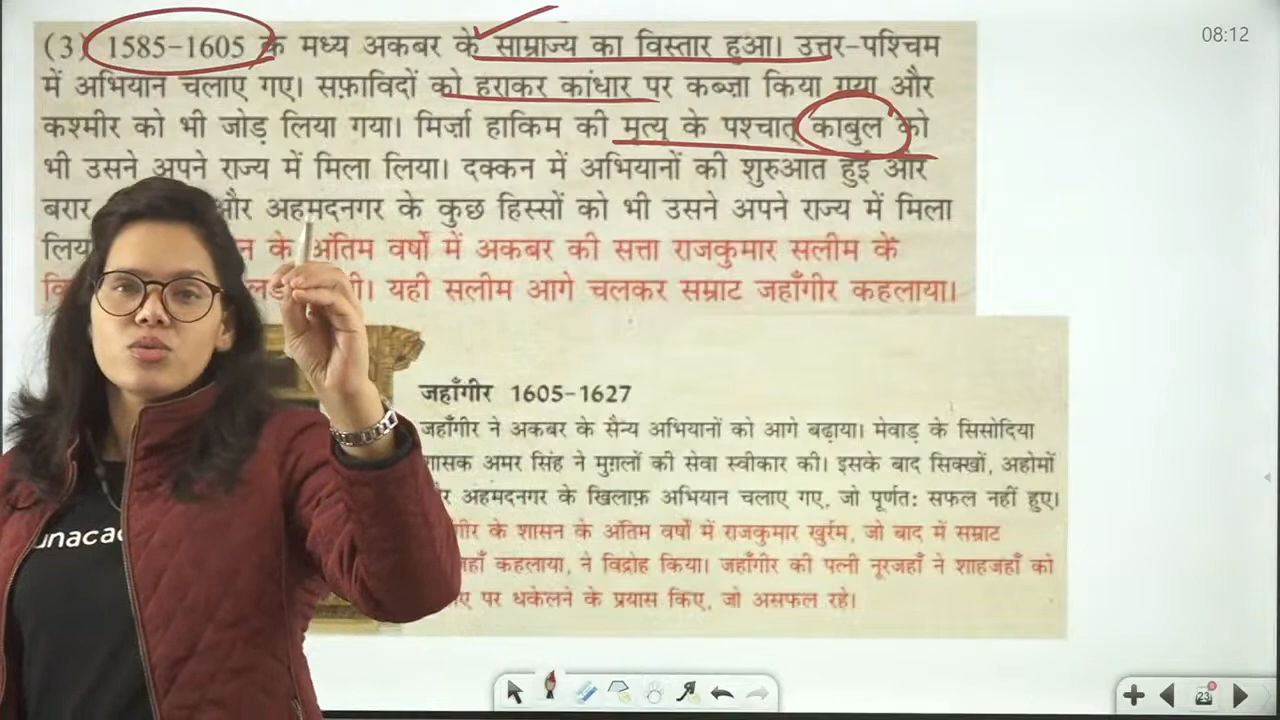 08:12
(3) 1585-1605 के मध्य अकबर के साम्राज्य का विस्तार हुआ। उत्तर-पश्चिम
में अभियान चलाए गए। सफ़ाविदों को हराकर कांधार पर कब्ज़ा किया गया और
कश्मीर को भी जोड़ लिया गया। मिर्ज़ा हाकिम की मृत्यु के पश्चात् काबुल को
भी उसने अपने राज्य में मिला लिया। दक्कन में अभियानों की शुरुआत हुई और
बरार और अहमदनगर के कुछ हिस्सों को भी उसने अपने राज्य में मिला
के अंतिम वर्षों में अकबर की सत्ता राजकुमार सलीम के
यही सलीम आगे चलकर सम्राट जहाँगीर कहलाया।
जहाँगीर 1605-1627
जहाँगीर ने अकबर के सैन्य अभियानों को आगे बढ़ाया। मेवाड़ के सिसोदिया
शासक अमर सिंह ने मुग़लों की सेवा स्वीकार की। इसके बाद सिक्खों, अहोमों
अहमदनगर के खिलाफ़ अभियान चलाए गए, जो पूर्णत: सफल नहीं हुए।
के शासन के अंतिम वर्षों में राजकुमार खुर्रम, जो बाद में सम्राट
कहलाया, ने विद्रोह किया। जहाँगीर की पत्नी नूरजहाँ ने शाहजहाँ को
पर धकेलने के प्रयास किए, जो असफल रहे।
unaca
23